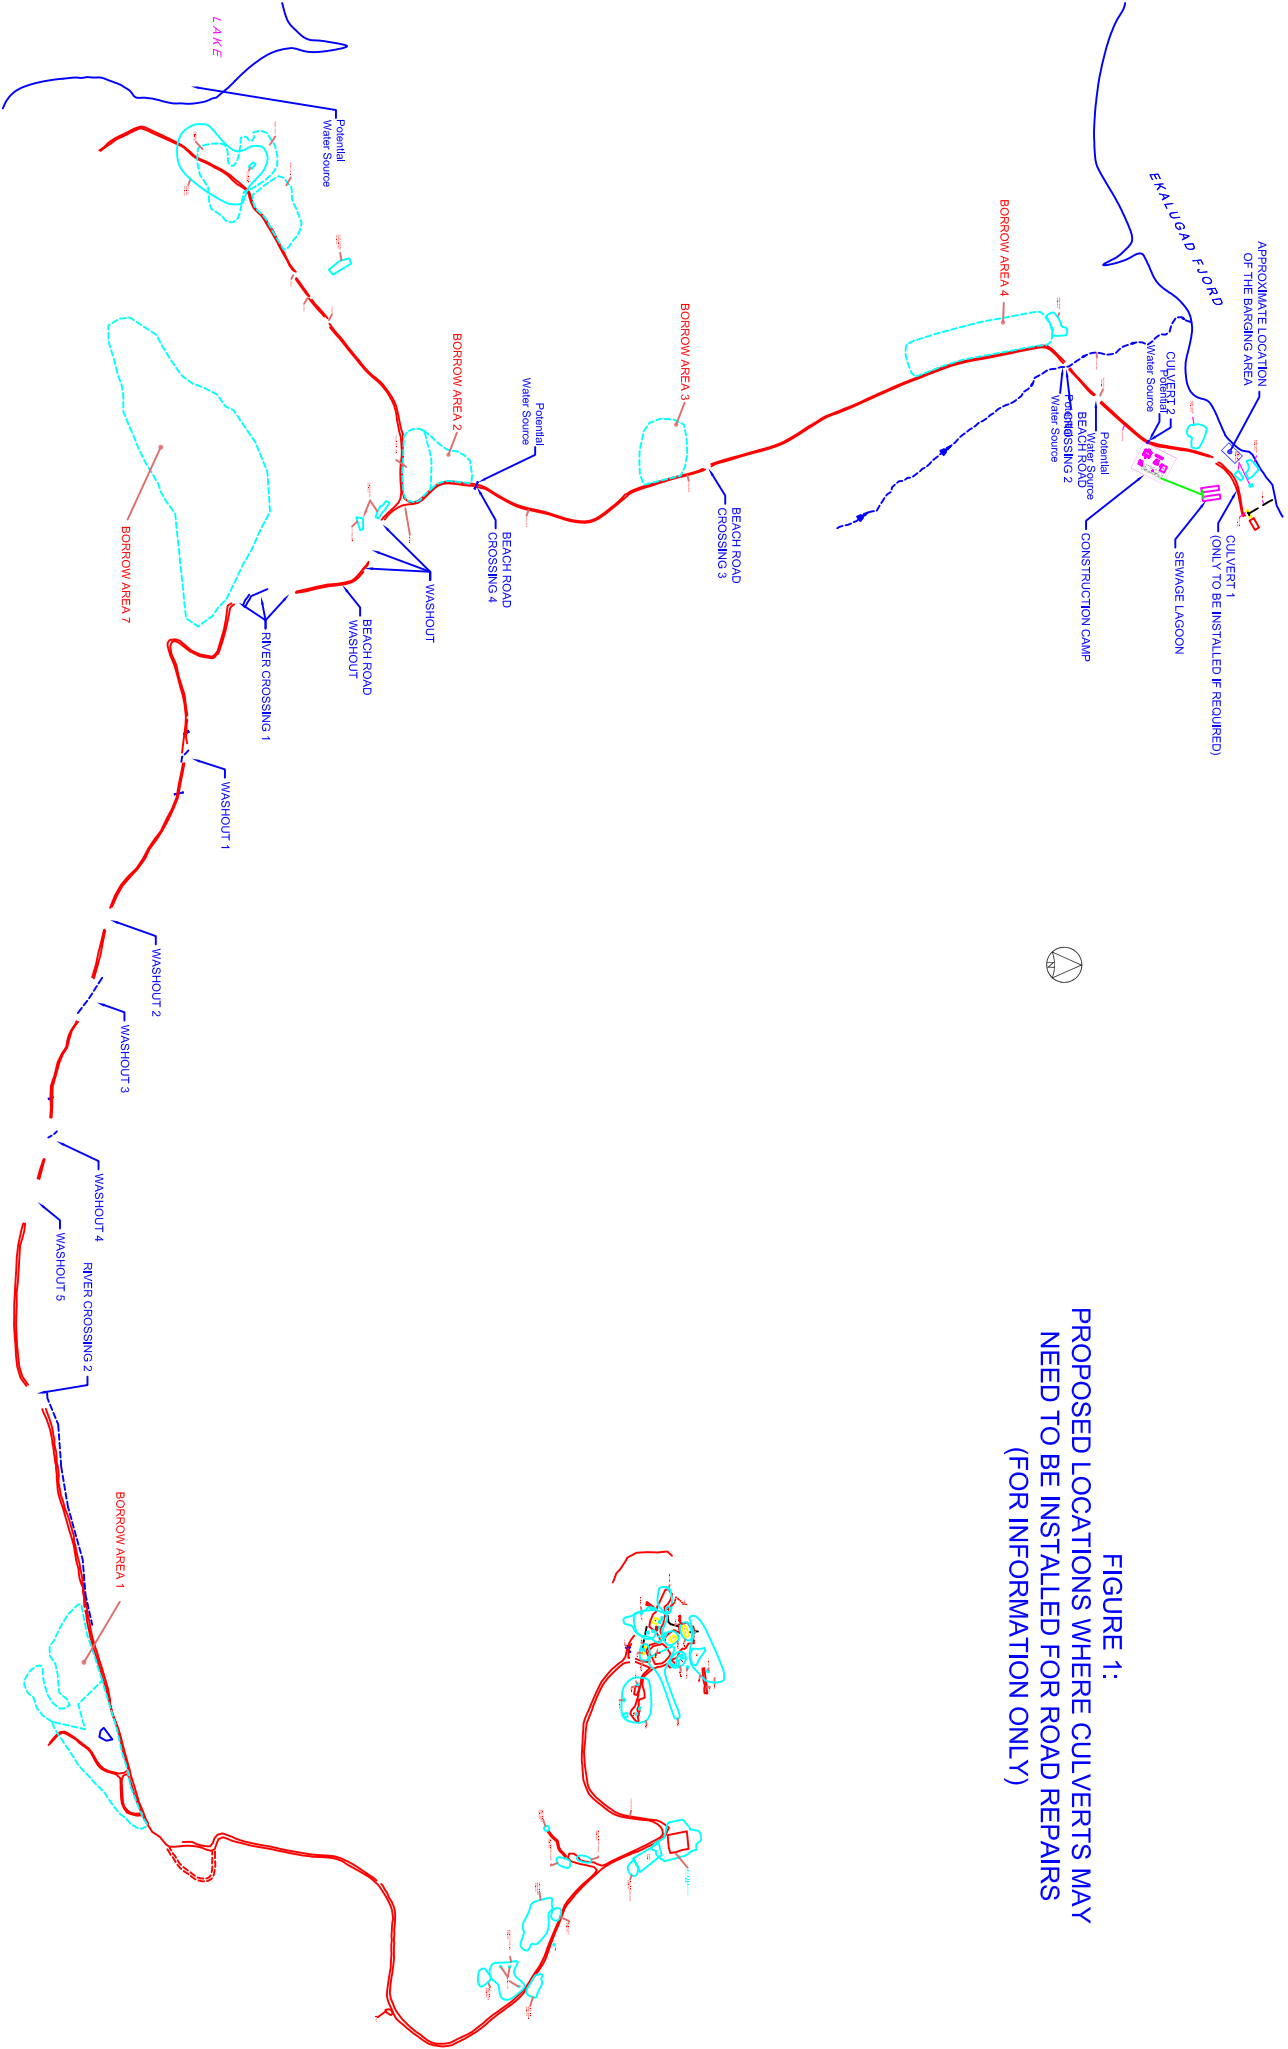 LAKE
Potential
Water Source
EKALUGAD FJORD
APPROXIMATE LOCATION
OF THE BARGING AREA
BORROW AREA 4
BORROW AREA 3
BORROW AREA 2
Potential
Water Source
CULVERT 2
Potential
Water Source
Potential
Water Source
BEACH ROAD
CROSSING 2
Potential
Water Source
CULVERT 1
(ONLY TO BE INSTALLED IF REQUIRED)
SEWAGE LAGOON
CONSTRUCTION CAMP
BEACH ROAD
CROSSING 3
BEACH ROAD
CROSSING 4
WASHOUT
BEACH ROAD
WASHOUT
RIVER CROSSING 1
BORROW AREA 7
WASHOUT 1
WASHOUT 2
WASHOUT 3
WASHOUT 4
WASHOUT 5
RIVER CROSSING 2
BORROW AREA 1
N
FIGURE 1:
PROPOSED LOCATIONS WHERE CULVERTS MAY
NEED TO BE INSTALLED FOR ROAD REPAIRS
(FOR INFORMATION ONLY)